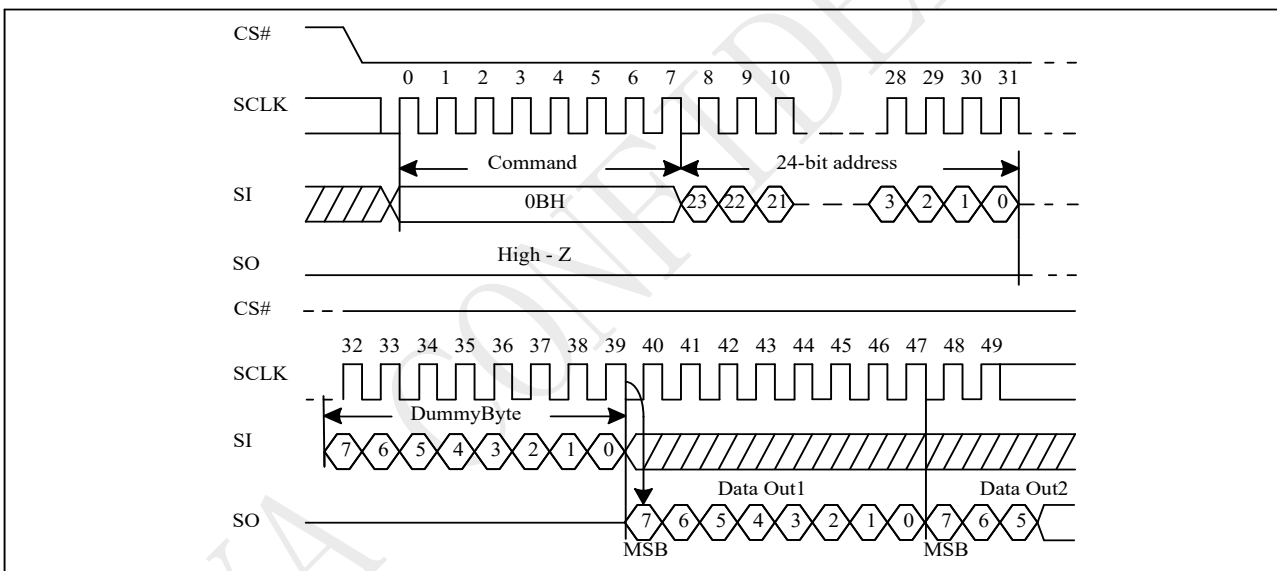 CS#
0 1 2 3 4 5 6 7 8 9 10 28 29 30 31
SCLK
Command 24-bit address
SI 0BH 23 22 21 3 2 1 0
High - Z
SO
CS#
32 33 34 35 36 37 38 39 40 41 42 43 44 45 46 47 48 49
SCLK
DummyByte
SI 7 6 5 4 3 2 1 0
Data Out1 Data Out2
SO 7 6 5 4 3 2 1 0 7 6 5
MSB MSB